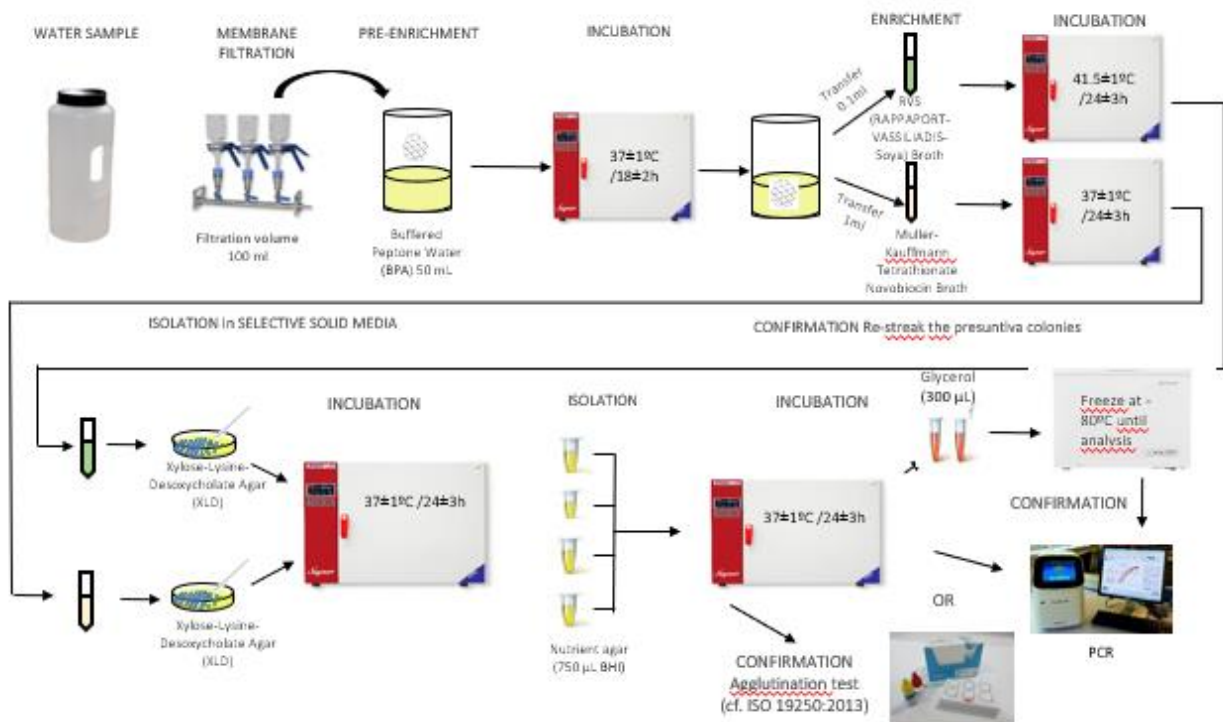 WATER SAMPLE
MEMBRANE
FILTRATION
Filtration volume
100 ml
PRE-ENRICHMENT
Buffered
Peptone Water
(BPA) 50 mL
INCUBATION
37±1ºC
/18±2h
Transfer
0.1ml
Transfer
1ml
ENRICHMENT
RVS
(RAPPAPORT-
VASSILIADIS-
Soya) Broth
Muller-
Kauffmann
Tetrathionate
Novobiocin Broth
INCUBATION
41.5±1ºC
/24±3h
37±1ºC
/24±3h
ISOLATION in SELECTIVE SOLID MEDIA
CONFIRMATION Re-streak the presuntiva colonies
Xylose-Lysine-
Desoxycholate Agar
(XLD)
Xylose-Lysine-
Desoxycholate Agar
(XLD)
INCUBATION
37±1ºC /24±3h
ISOLATION
Nutrient agar
(750 µL BHI)
INCUBATION
37±1ºC /24±3h
Glycerol
(300 µL)
Freeze at -
80ºC until
analysis
CONFIRMATION
OR
PCR
CONFIRMATION
Agglutination test
(cf. ISO 19250:2013)